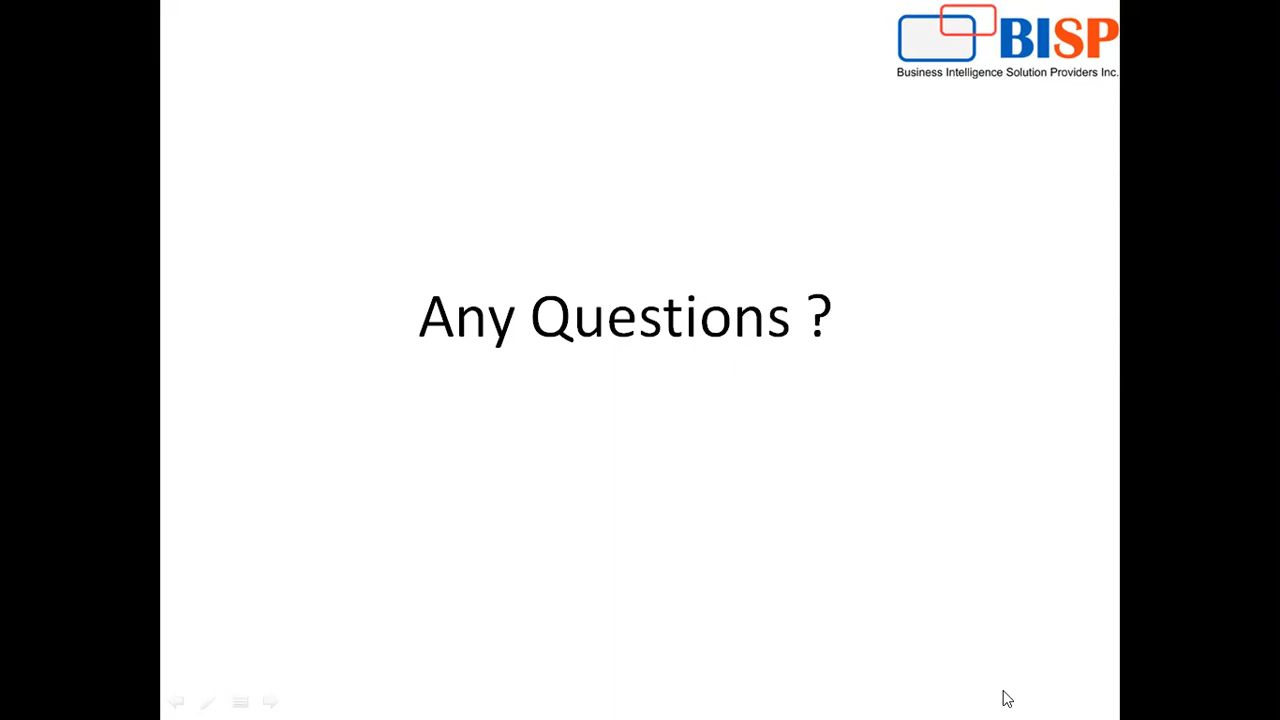 BISP
Business Intelligence Solution Providers Inc.
Any Questions ?